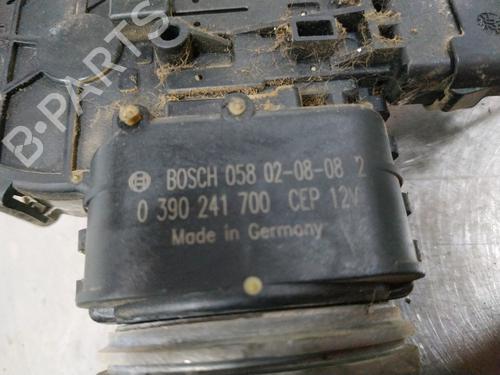 B-PARTS
BOSCH 058 02-08-08 2
0 390 241 700 CEP 12V
Made in Germany